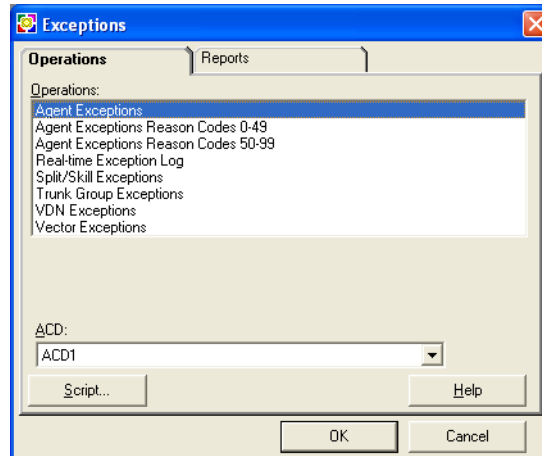 Exceptions
Operations
Reports
Operations:
Agent Exceptions
Agent Exceptions Reason Codes 0-49
Agent Exceptions Reason Codes 50-99
Real-time Exception Log
Split/Skill Exceptions
Trunk Group Exceptions
VDN Exceptions
Vector Exceptions
ACD:
ACD1
Script...
Help
OK
Cancel